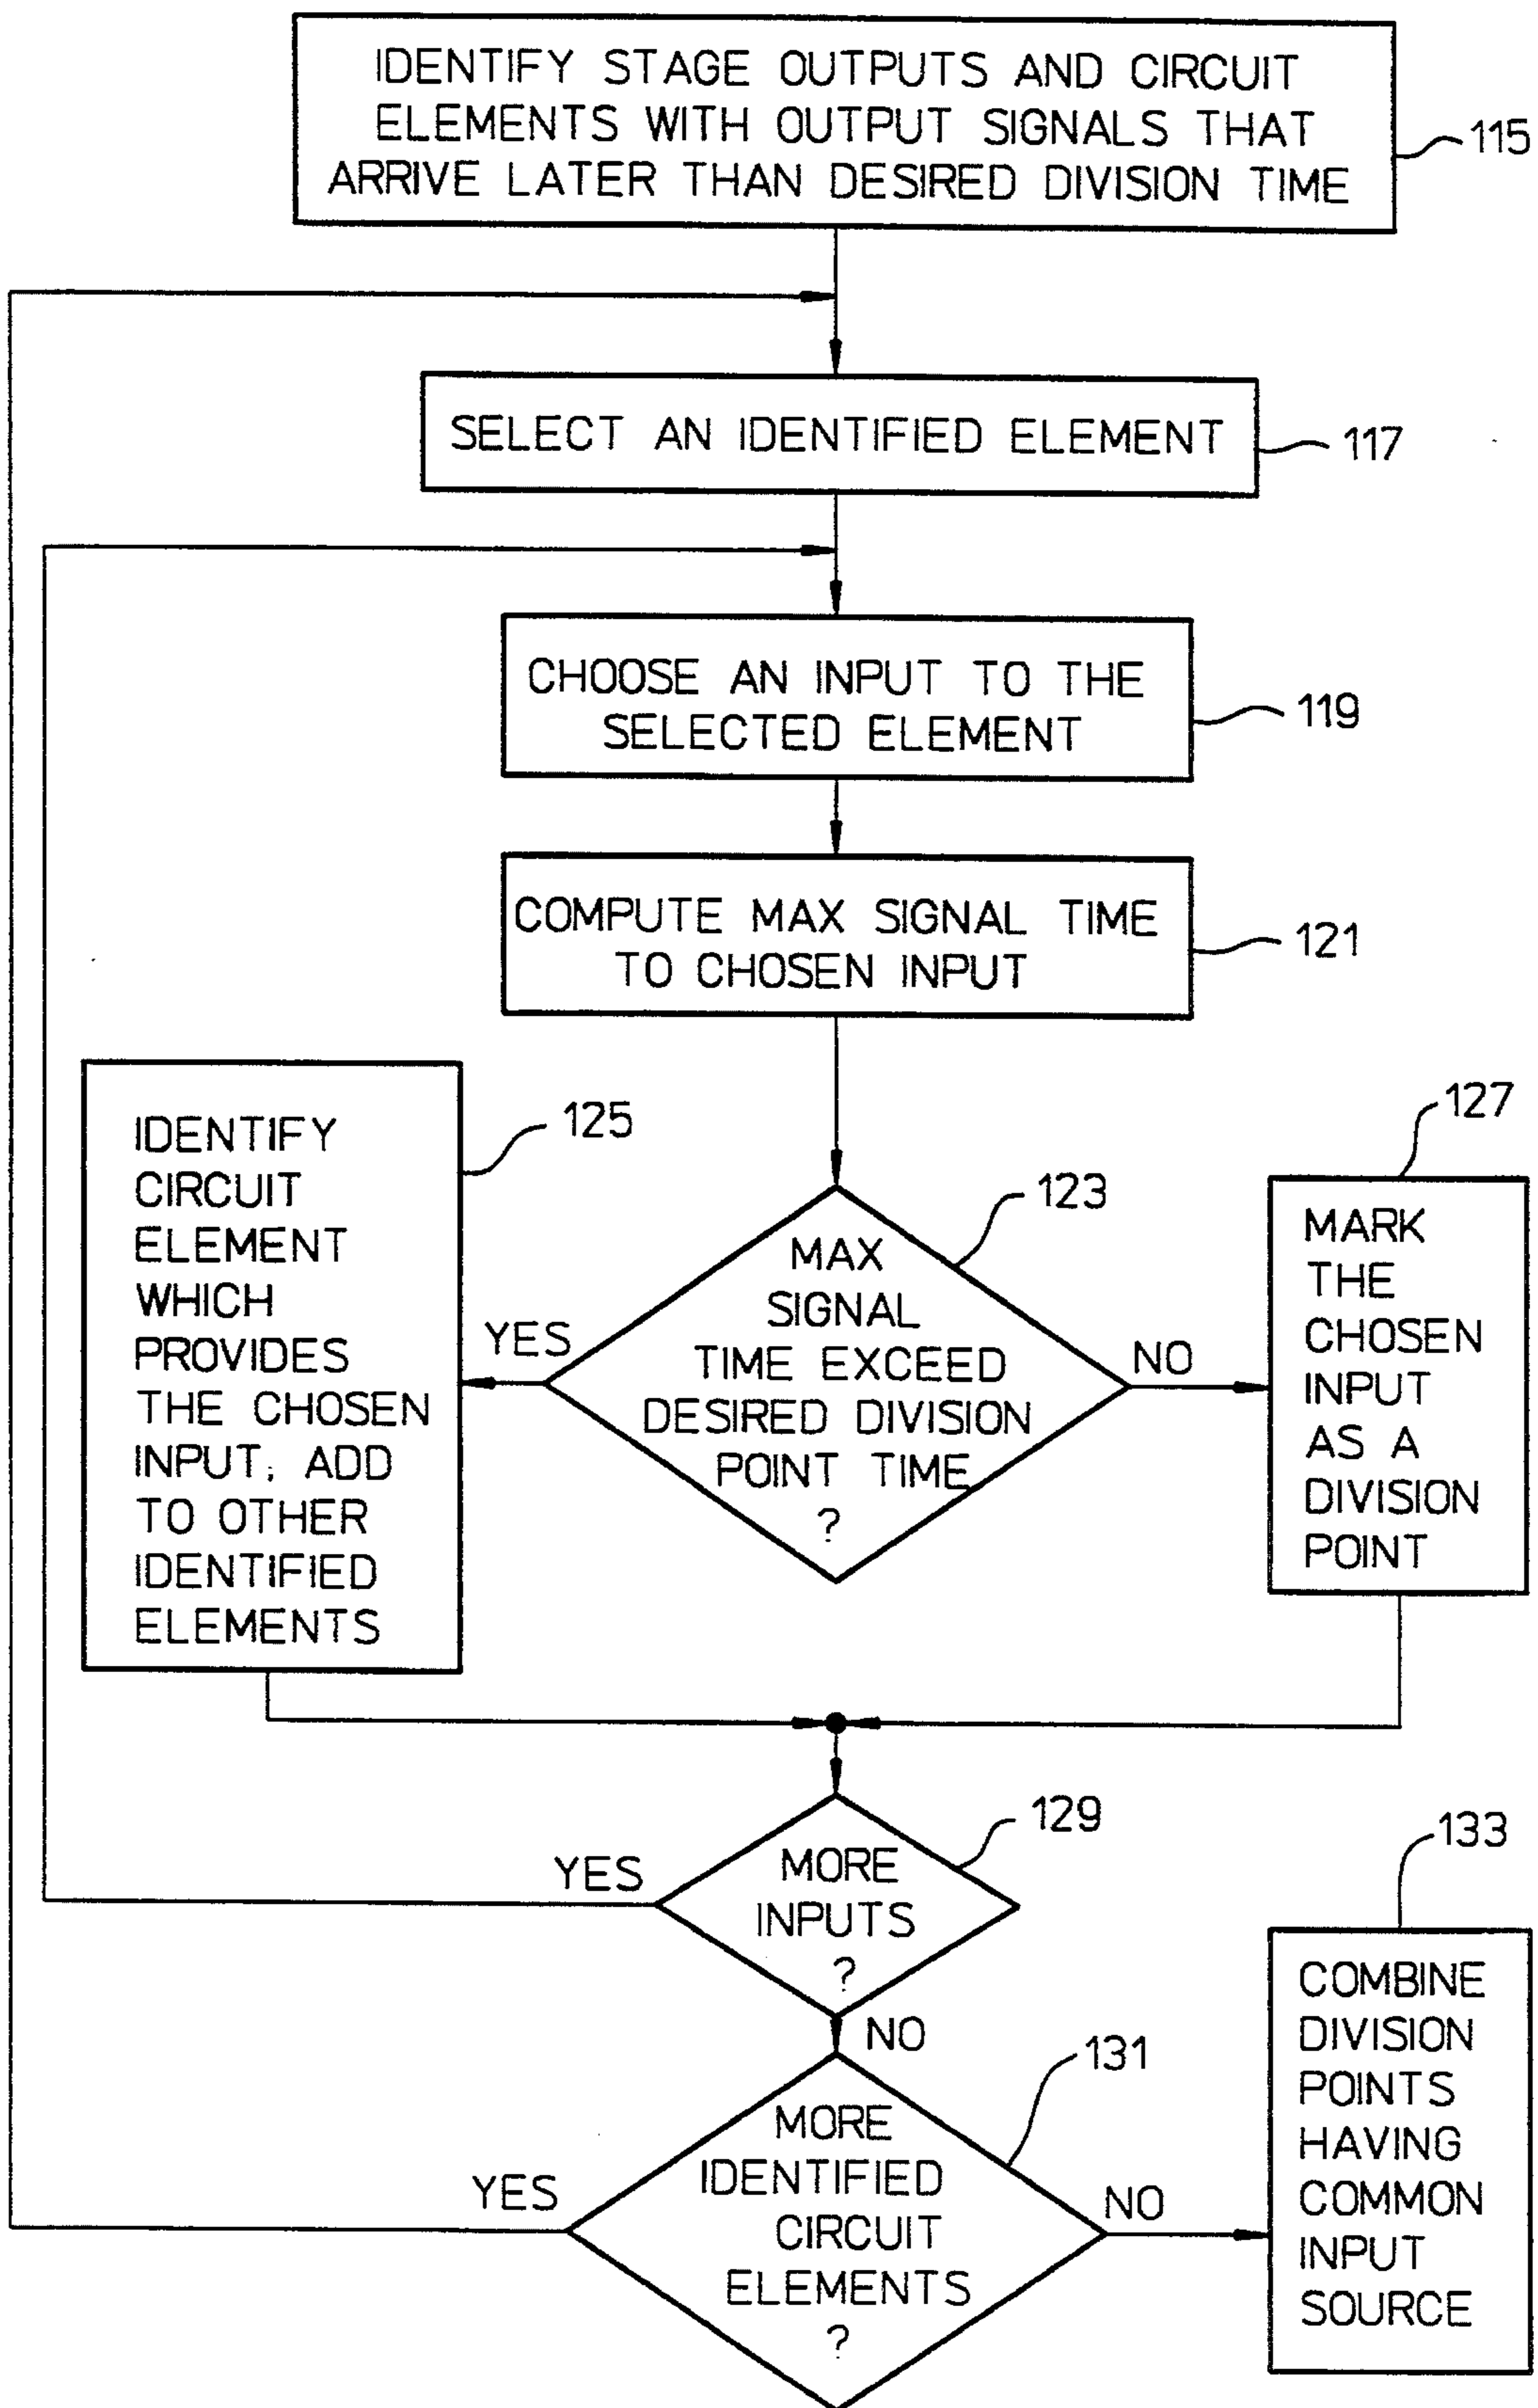 IDENTIFY STAGE OUTPUTS AND CIRCUIT
ELEMENTS WITH OUTPUT SIGNALS THAT
ARRIVE LATER THAN DESIRED DIVISION TIME
115
SELECT AN IDENTIFIED ELEMENT
117
CHOOSE AN INPUT TO THE
SELECTED ELEMENT
119
COMPUTE MAX SIGNAL TIME
TO CHOSEN INPUT
121
125
IDENTIFY
CIRCUIT
ELEMENT
WHICH
PROVIDES
THE CHOSEN
INPUT, ADD
TO OTHER
IDENTIFIED
ELEMENTS
YES
123
MAX
SIGNAL
TIME EXCEED
DESIRED DIVISION
POINT TIME
?
NO
127
MARK
THE
CHOSEN
INPUT
AS A
DIVISION
POINT
129
YES
MORE
INPUTS
?
NO
131
YES
MORE
IDENTIFIED
CIRCUIT
ELEMENTS
?
NO
133
COMBINE
DIVISION
POINTS
HAVING
COMMON
INPUT
SOURCE